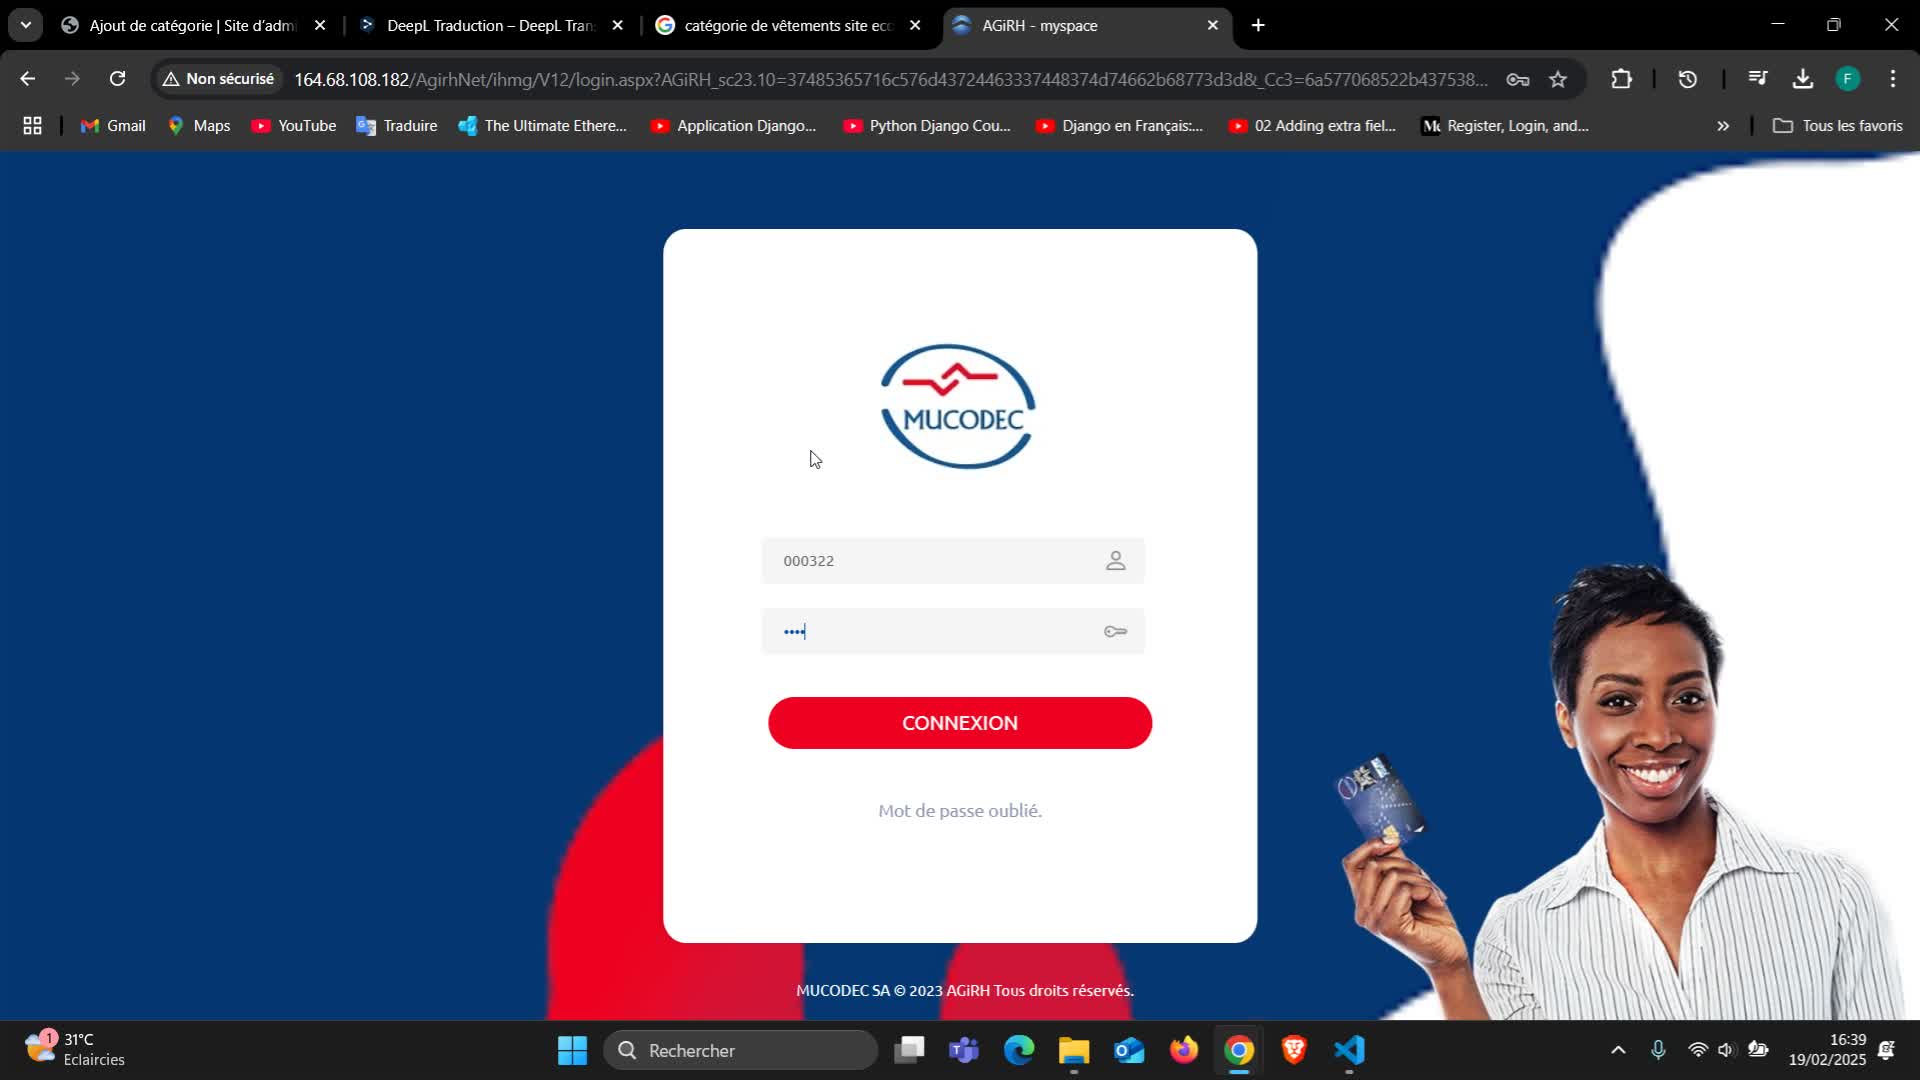 Ajout de catégorie | Site d'admi
DeepL Traduction – DeepL Tran
catégorie de vêtements site eco
AGiRH - myspace
Non sécurisé
164.68.108.182/AgirhNet/ihmg/V12/login.aspx?AGiRH_sc23.10=37485365716c576d43724463337448374d74662b68773d3d&_Cc3=6a577068522b437538...
F
Gmail
Maps
YouTube
Traduire
The Ultimate Ethere...
Application Django...
Python Django Cou...
Django en Français:...
02 Adding extra fiel...
Register, Login, and...
Tous les favoris
MUCODEC
000322
CONNEXION
Mot de passe oublié.
MUCODEC SA © 2023 AGiRH Tous droits réservés.
1
31°C
Eclaircies
Rechercher
16:39
19/02/2025